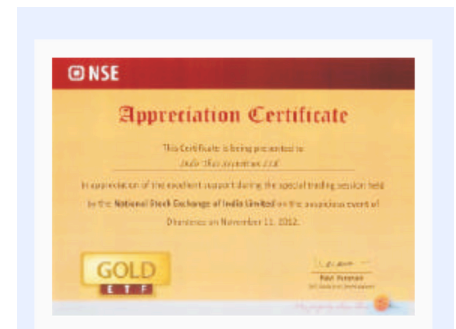 NSE
Appreciation Certificate
This Certificate is being presented to
Indo Thai Securities Ltd
in appreciation of the excellent support during the special trading session held
by the National Stock Exchange of India Limited on the auspicious event of
Dhanteras on November 11, 2012.
GOLD
ETF
Ravi Narain